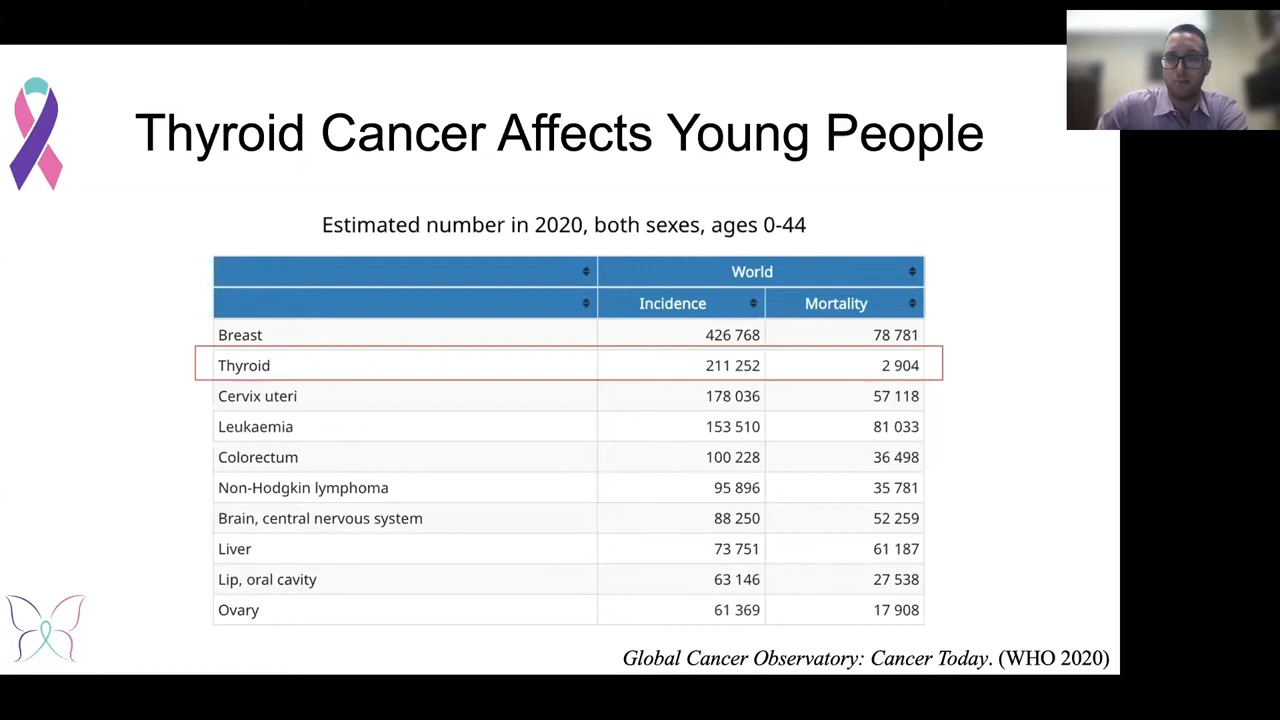 Thyroid Cancer Affects Young People
Estimated number in 2020, both sexes, ages 0-44
World
Incidence Mortality
Breast 426 768 78 781
Thyroid 211 252 2 904
Cervix uteri 178 036 57 118
Leukaemia 153 510 81 033
Colorectum 100 228 36 498
Non-Hodgkin lymphoma 95 896 35 781
Brain, central nervous system 88 250 52 259
Liver 73 751 61 187
Lip, oral cavity 63 146 27 538
Ovary 61 369 17 908
Global Cancer Observatory: Cancer Today. (WHO 2020)